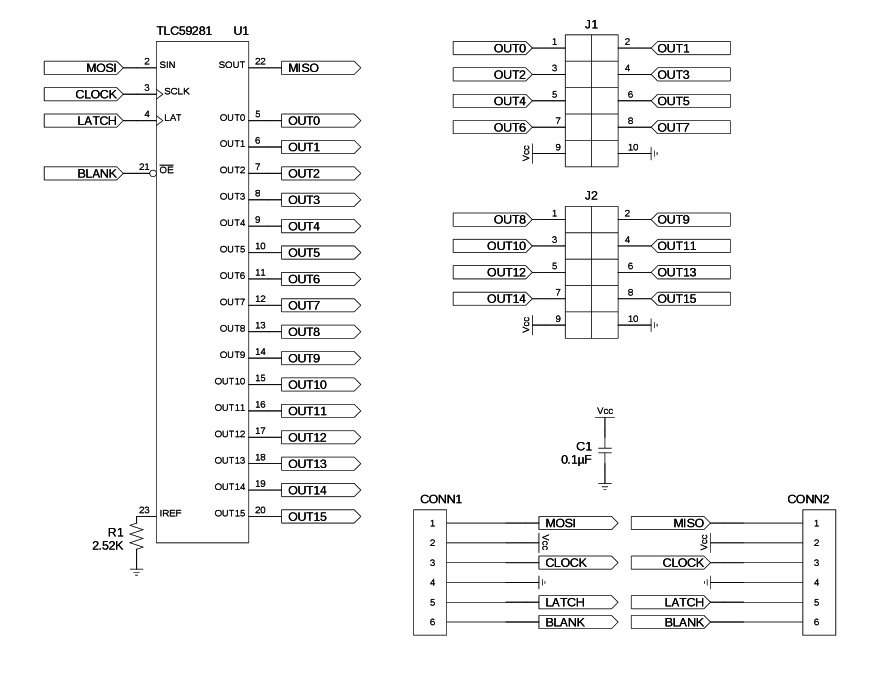 TLC59281 U1
MOSI 2 SIN SOUT 22 MISO
CLOCK 3 SCLK
LATCH 4 LAT OUT0 5 OUT0
OUT1 6 OUT1
BLANK 21 OE OUT2 7 OUT2
OUT3 8 OUT3
OUT4 9 OUT4
OUT5 10 OUT5
OUT6 11 OUT6
OUT7 12 OUT7
OUT8 13 OUT8
OUT9 14 OUT9
OUT10 15 OUT10
OUT11 16 OUT11
OUT12 17 OUT12
OUT13 18 OUT13
OUT14 19 OUT14
23 IREF OUT15 20 OUT15
R1
2.52K
J1
OUT0 1 2 OUT1
OUT2 3 4 OUT3
OUT4 5 6 OUT5
OUT6 7 8 OUT7
Vcc 9 10
J2
OUT8 1 2 OUT9
OUT10 3 4 OUT11
OUT12 5 6 OUT13
OUT14 7 8 OUT15
Vcc 9 10
Vcc
C1
0.1µF
CONN1 CONN2
1 MOSI MISO 1
2 Vcc Vcc 2
3 CLOCK CLOCK 3
4 4
5 LATCH LATCH 5
6 BLANK BLANK 6